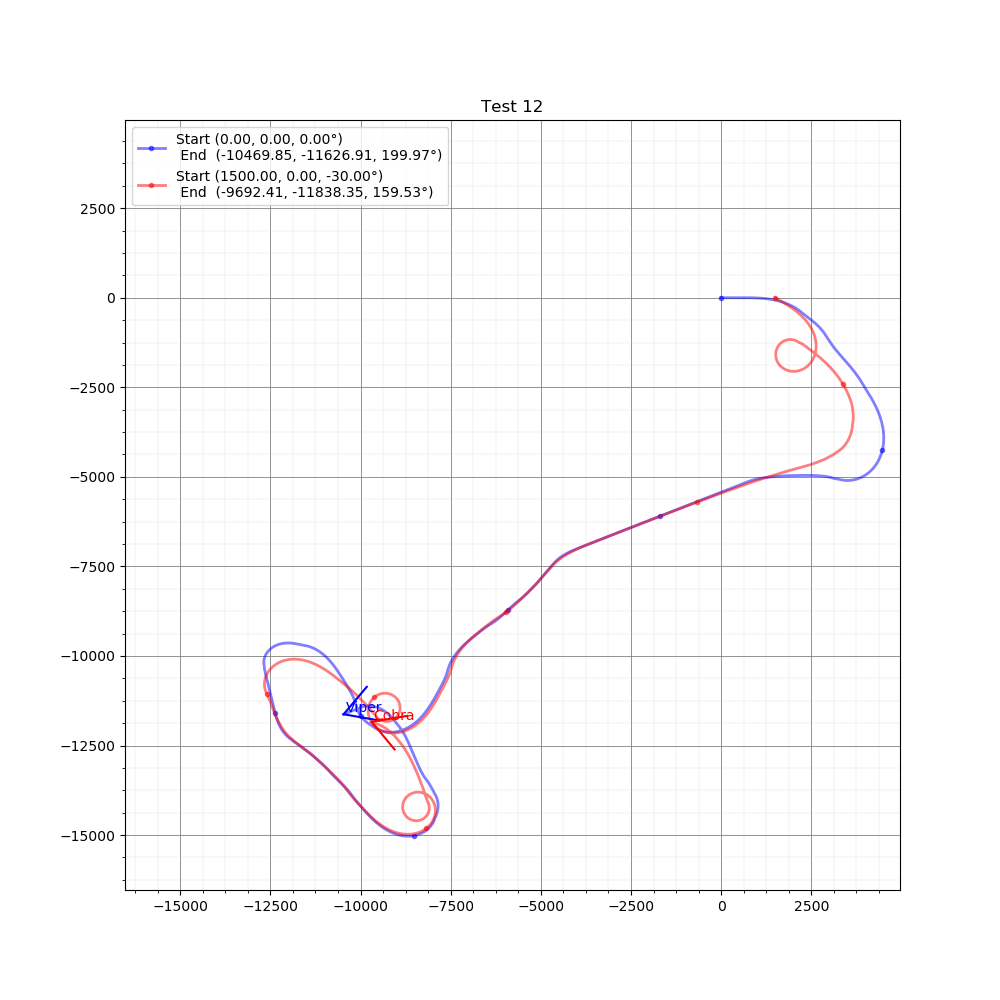 Test 12
Start (0.00, 0.00, 0.00°)
End (-10469.85, -11626.91, 199.97°)
Start (1500.00, 0.00, -30.00°)
End (-9692.41, -11838.35, 159.53°)
2500
0
−2500
−5000
−7500
−10000
−12500
−15000
Viper
Cobra
−15000 −12500 −10000 −7500 −5000 −2500 0 2500